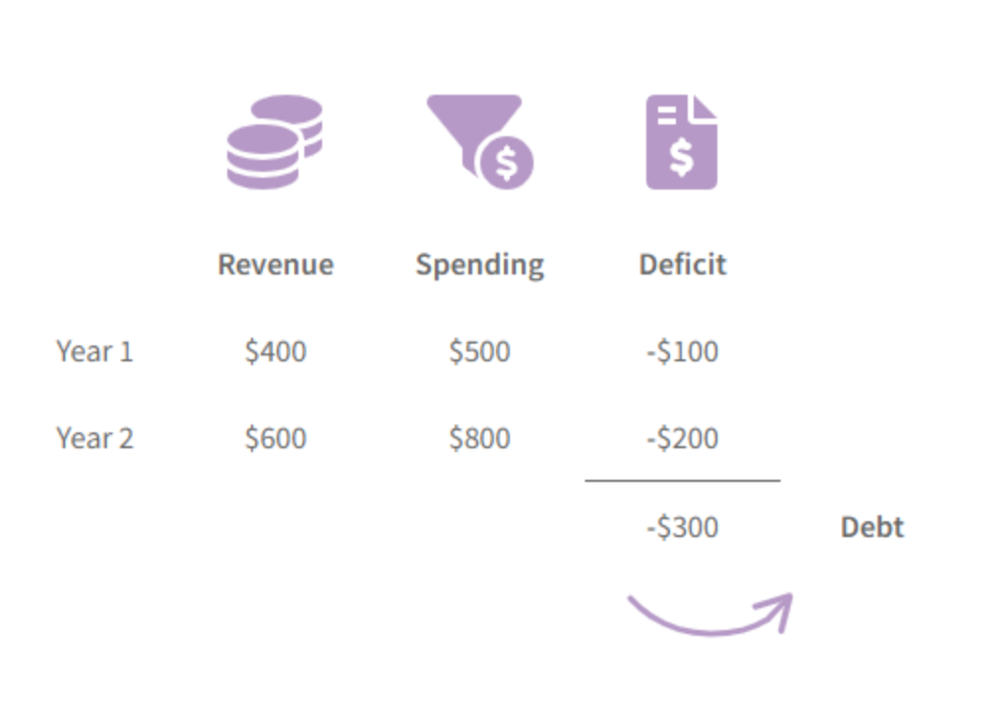 $ $
Revenue Spending Deficit
Year 1 $400 $500 -$100
Year 2 $600 $800 -$200
-$300 Debt